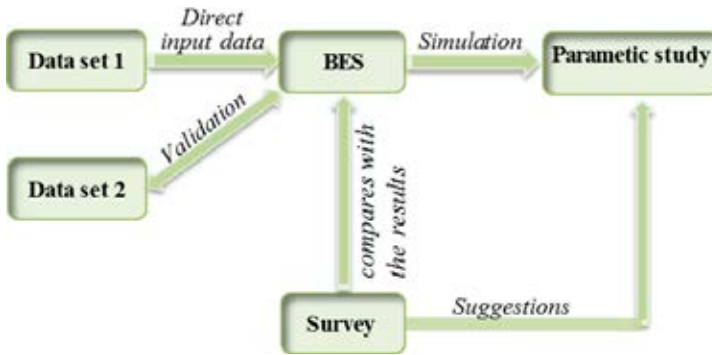 Direct
input data
Data set 1
BES
Simulation
Parametic study
Validation
Data set 2
compares with
the results
Survey
Suggestions